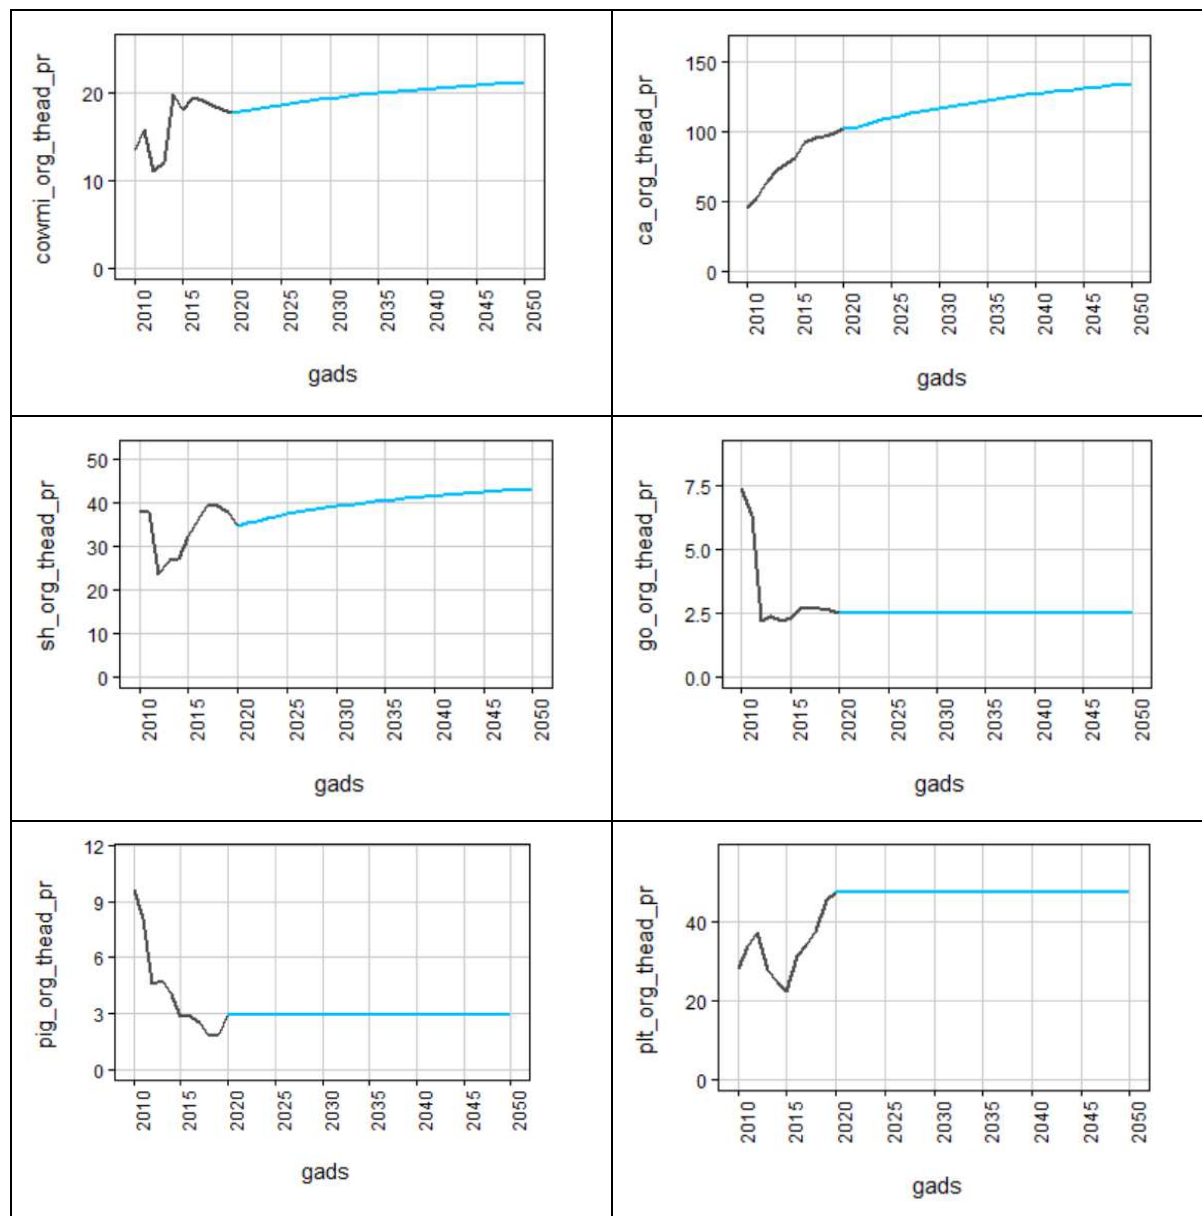 cowmi_org_thead_pr
20
10
0
2010 2015 2020 2025 2030 2035 2040 2045 2050
gads
ca_org_thead_pr
150
100
50
0
2010 2015 2020 2025 2030 2035 2040 2045 2050
gads
sh_org_thead_pr
50
40
30
20
10
0
2010 2015 2020 2025 2030 2035 2040 2045 2050
gads
go_org_thead_pr
7.5
5.0
2.5
0.0
2010 2015 2020 2025 2030 2035 2040 2045 2050
gads
pig_org_thead_pr
12
9
6
3
0
2010 2015 2020 2025 2030 2035 2040 2045 2050
gads
plt_org_thead_pr
40
20
0
2010 2015 2020 2025 2030 2035 2040 2045 2050
gads